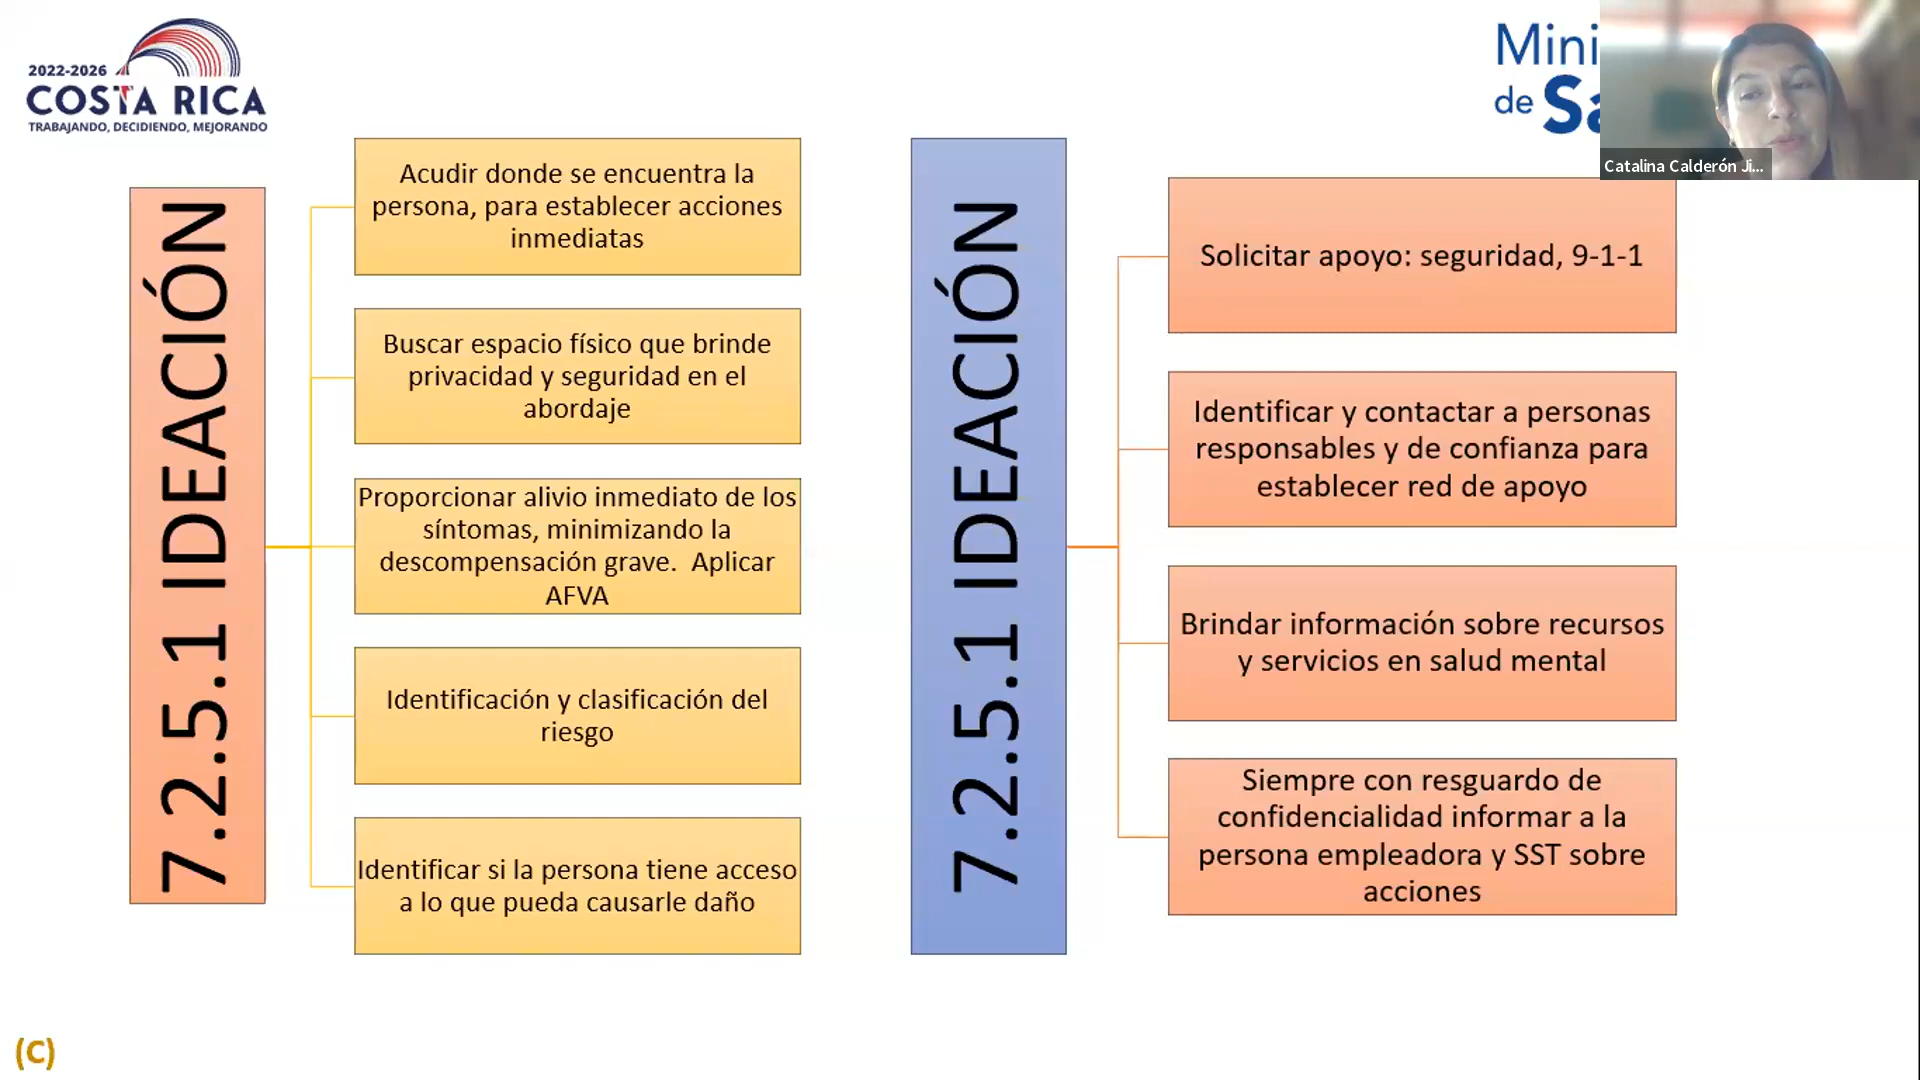 2022-2026
COSTA RICA
TRABAJANDO, DECIDIENDO, MEJORANDO
Mini
de Sa
Catalina Calderón Ji...
7.2.5.1 IDEACIÓN
Acudir donde se encuentra la
persona, para establecer acciones
inmediatas
Buscar espacio físico que brinde
privacidad y seguridad en el
abordaje
Proporcionar alivio inmediato de los
síntomas, minimizando la
descompensación grave.  Aplicar
AFVA
Identificación y clasificación del
riesgo
Identificar si la persona tiene acceso
a lo que pueda causarle daño
7.2.5.1 IDEACIÓN
Solicitar apoyo: seguridad, 9-1-1
Identificar y contactar a personas
responsables y de confianza para
establecer red de apoyo
Brindar información sobre recursos
y servicios en salud mental
Siempre con resguardo de
confidencialidad informar a la
persona empleadora y SST sobre
acciones
(C)